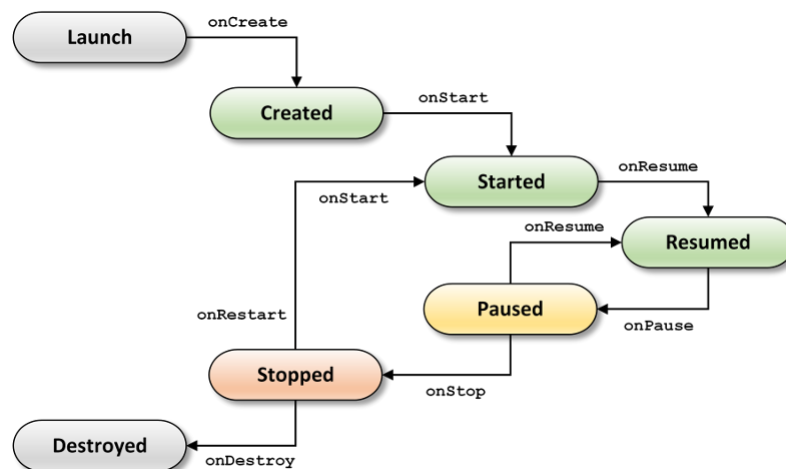 onCreate
Launch
Created
onStart
Started
onResume
onStart
onResume
Resumed
Paused
onRestart
onPause
Stopped
onStop
Destroyed
onDestroy